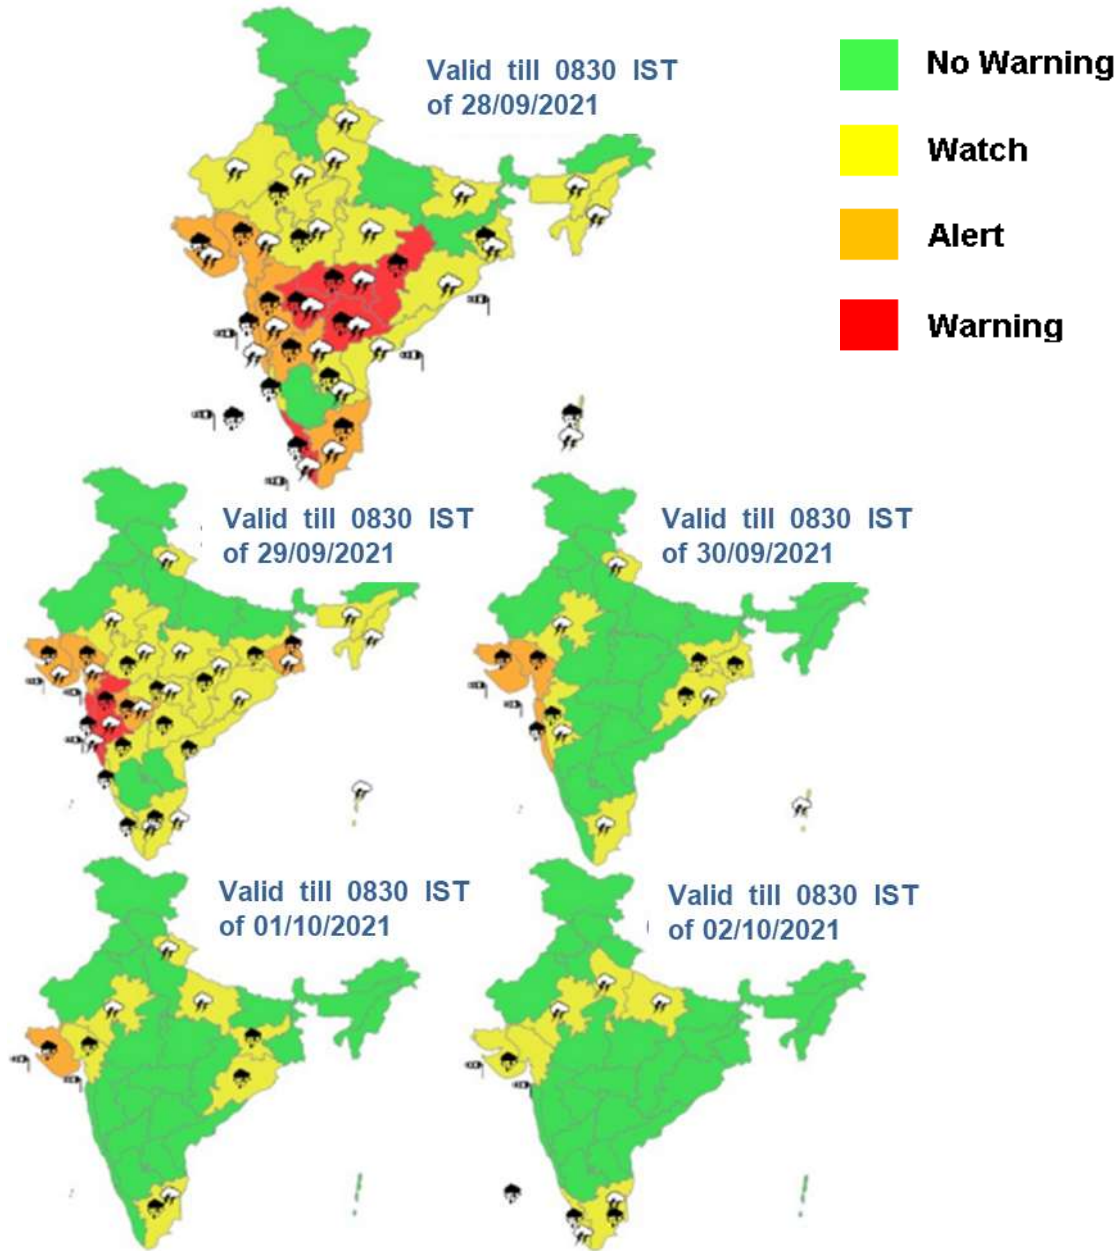 Valid till 0830 IST
of 28/09/2021
No Warning
Watch
Alert
Warning
Valid till 0830 IST
of 29/09/2021
Valid till 0830 IST
of 30/09/2021
Valid till 0830 IST
of 01/10/2021
Valid till 0830 IST
of 02/10/2021